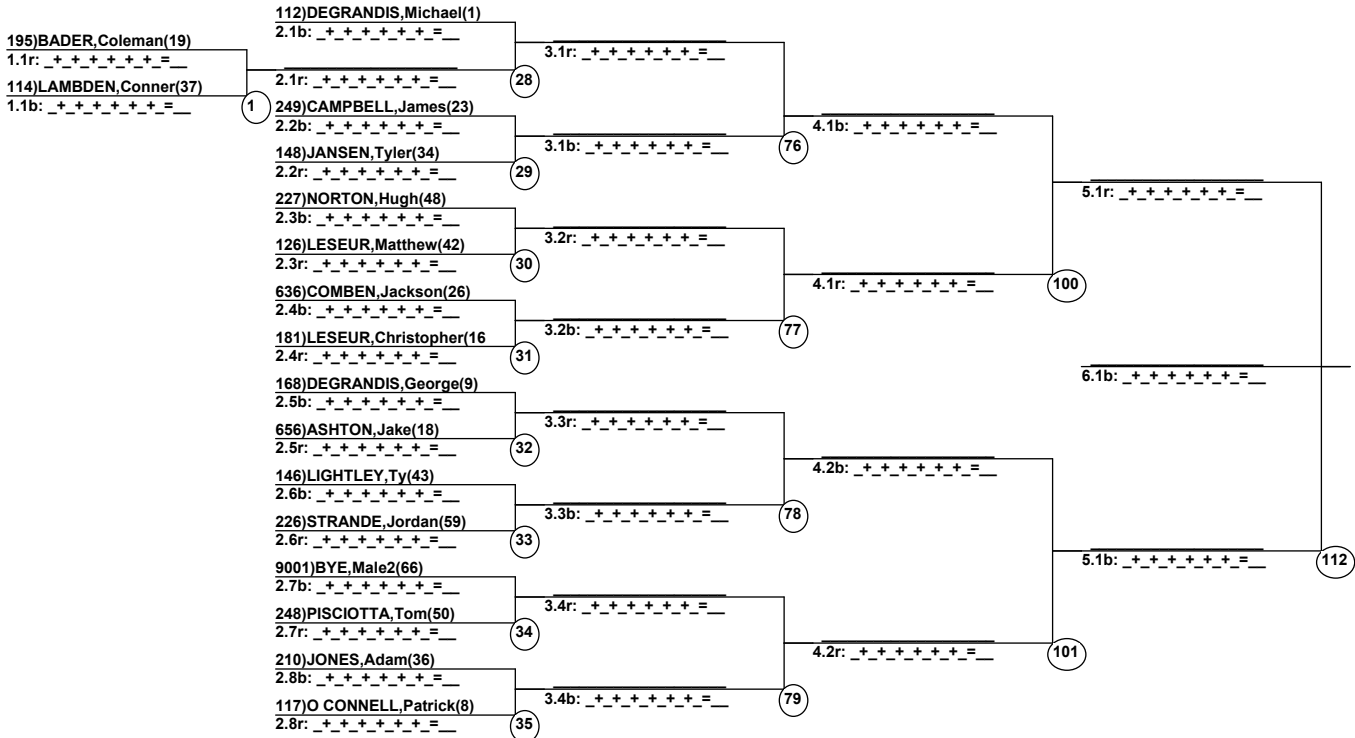 195)BADER,Coleman(19)
1.1r: _+_+_+_+_+_=__
114)LAMBDEN,Conner(37)
1.1b: _+_+_+_+_+_=__
1
112)DEGRANDIS,Michael(1)
2.1b: _+_+_+_+_+_=__
2.1r: _+_+_+_+_+_=__
28
249)CAMPBELL,James(23)
2.2b: _+_+_+_+_+_=__
148)JANSEN,Tyler(34)
2.2r: _+_+_+_+_+_=__
29
227)NORTON,Hugh(48)
2.3b: _+_+_+_+_+_=__
126)LESEUR,Matthew(42)
2.3r: _+_+_+_+_+_=__
30
636)COMBEN,Jackson(26)
2.4b: _+_+_+_+_+_=__
181)LESEUR,Christopher(16
2.4r: _+_+_+_+_+_=__
31
168)DEGRANDIS,George(9)
2.5b: _+_+_+_+_+_=__
656)ASHTON,Jake(18)
2.5r: _+_+_+_+_+_=__
32
146)LIGHTLEY,Ty(43)
2.6b: _+_+_+_+_+_=__
226)STRANDE,Jordan(59)
2.6r: _+_+_+_+_+_=__
33
9001)BYE,Male2(66)
2.7b: _+_+_+_+_+_=__
248)PISCIOTTA,Tom(50)
2.7r: _+_+_+_+_+_=__
34
210)JONES,Adam(36)
2.8b: _+_+_+_+_+_=__
117)O CONNELL,Patrick(8)
2.8r: _+_+_+_+_+_=__
35
3.1r: _+_+_+_+_+_=__
3.1b: _+_+_+_+_+_=__
76
3.2r: _+_+_+_+_+_=__
3.2b: _+_+_+_+_+_=__
77
3.3r: _+_+_+_+_+_=__
3.3b: _+_+_+_+_+_=__
78
3.4r: _+_+_+_+_+_=__
3.4b: _+_+_+_+_+_=__
79
4.1b: _+_+_+_+_+_=__
4.1r: _+_+_+_+_+_=__
100
4.2b: _+_+_+_+_+_=__
4.2r: _+_+_+_+_+_=__
101
5.1r: _+_+_+_+_+_=__
5.1b: _+_+_+_+_+_=__
112
6.1b: _+_+_+_+_+_=__